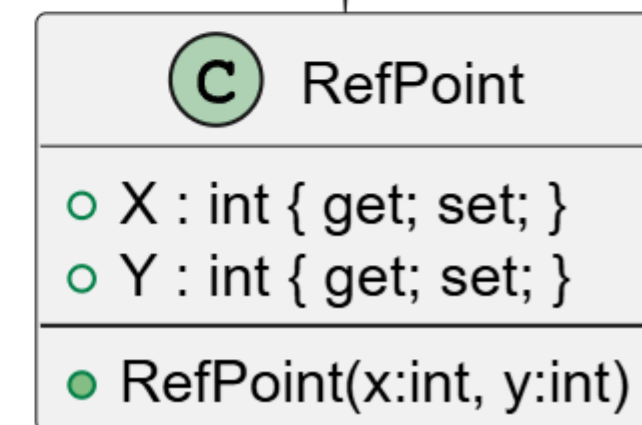 C RefPoint
X : int { get; set; }
Y : int { get; set; }
RefPoint(x:int, y:int)